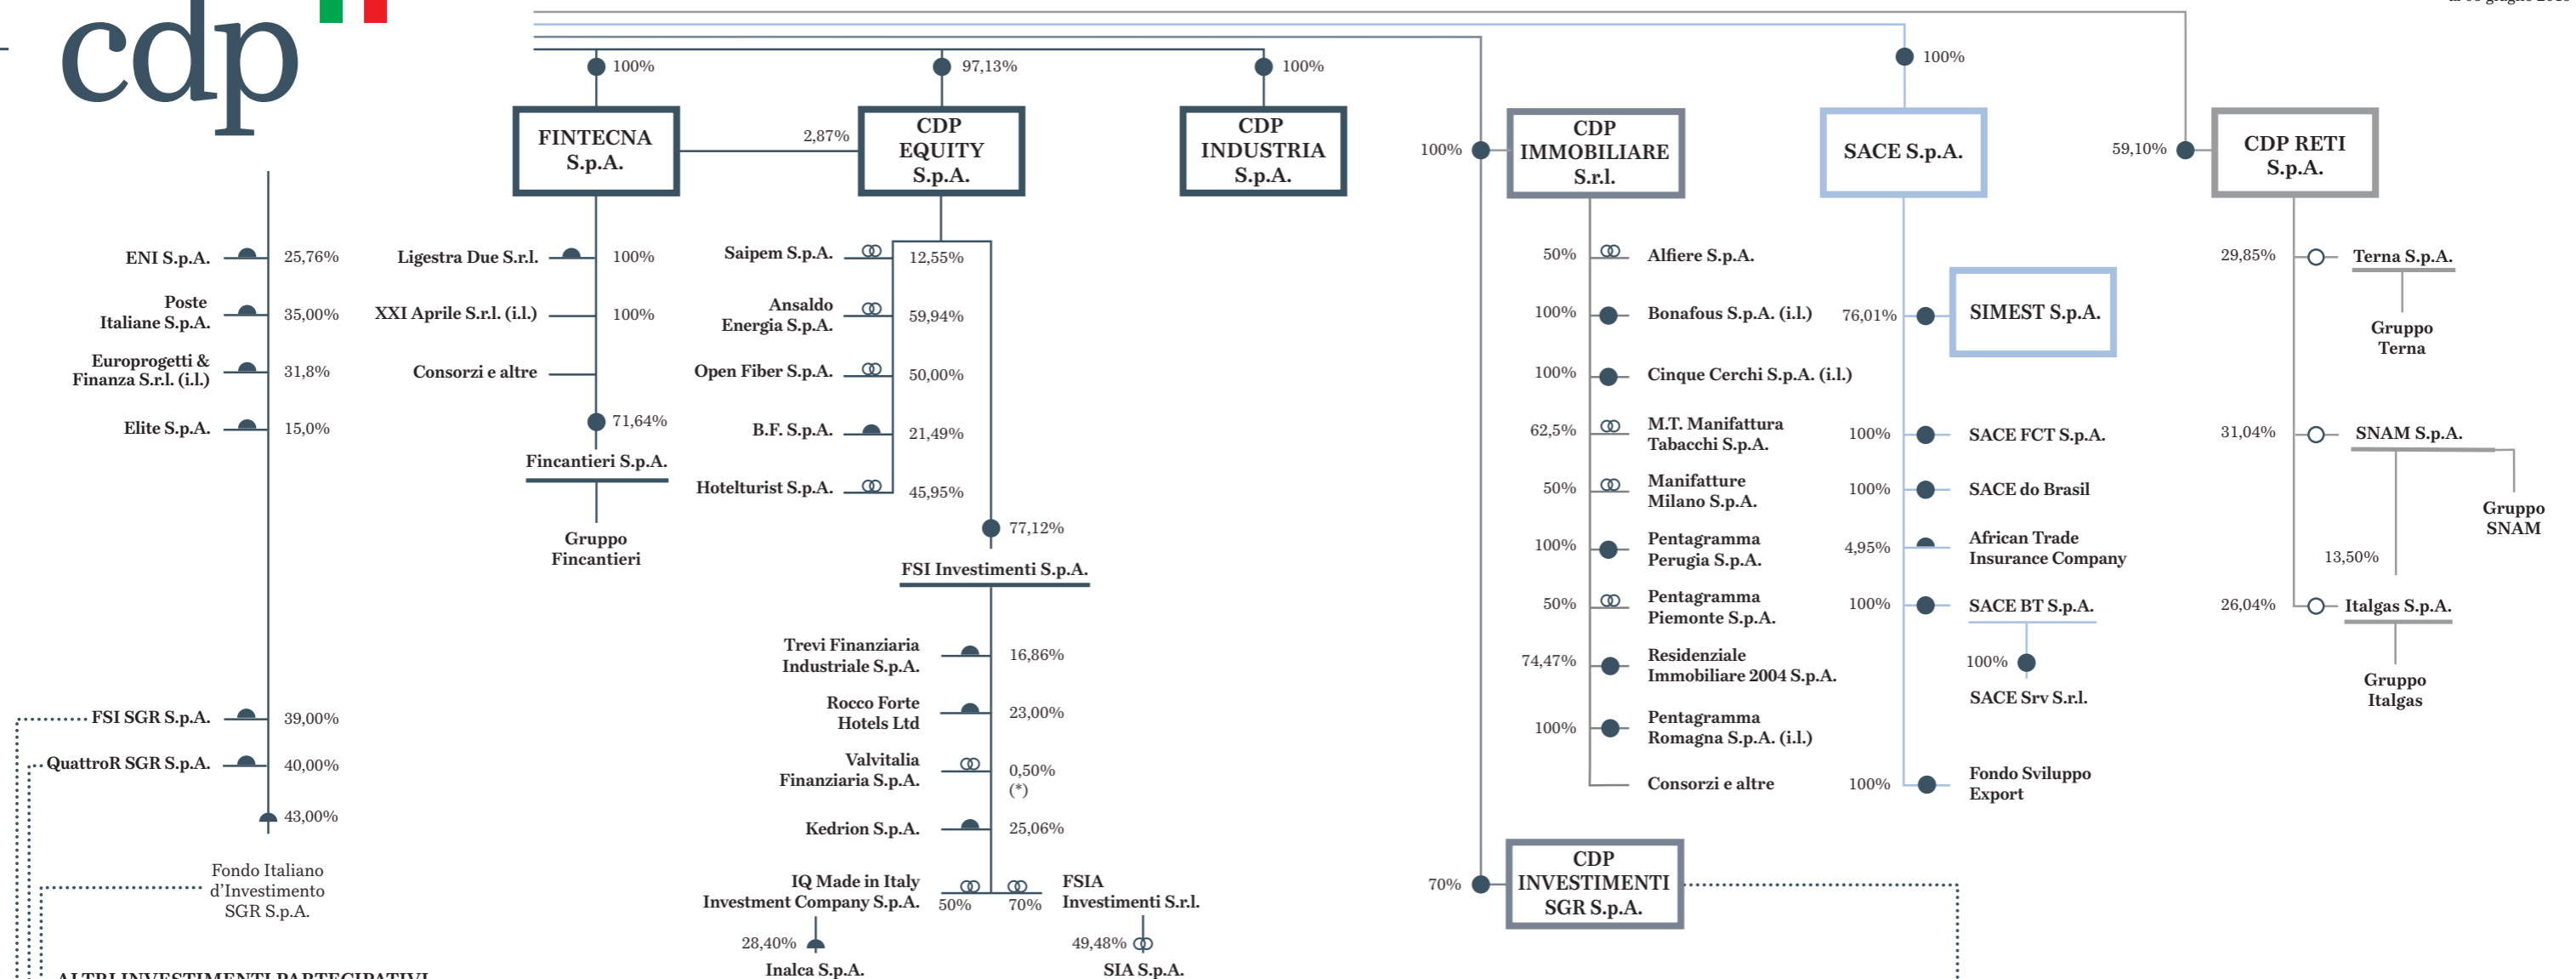 cdp
100%
97,13%
100%
100%
FINTECNA
S.p.A.
2,87%
CDP
EQUITY
S.p.A.
CDP
INDUSTRIA
S.p.A.
100%
CDP
IMMOBILIARE
S.r.l.
SACE S.p.A.
59,10%
CDP RETI
S.p.A.
ENI S.p.A.
25,76%
Poste
Italiane S.p.A.
35,00%
Europrogetti &
Finanza S.r.l. (i.l.)
31,8%
Elite S.p.A.
15,0%
FSI SGR S.p.A.
39,00%
QuattroR SGR S.p.A.
40,00%
43,00%
Fondo Italiano
d'Investimento
SGR S.p.A.
ALTRI INVESTIMENTI PARTECIPATIVI
Ligestra Due S.r.l.
100%
XXI Aprile S.r.l. (i.l.)
100%
Consorzi e altre
71,64%
Fincantieri S.p.A.
Gruppo
Fincantieri
Saipem S.p.A.
12,55%
Ansaldo
Energia S.p.A.
59,94%
Open Fiber S.p.A.
50,00%
B.F. S.p.A.
21,49%
Hotelturist S.p.A.
45,95%
77,12%
FSI Investimenti S.p.A.
Trevi Finanziaria
Industriale S.p.A.
16,86%
Rocco Forte
Hotels Ltd
23,00%
Valvitalia
Finanziaria S.p.A.
0,50%
(*)
Kedrion S.p.A.
25,06%
IQ Made in Italy
Investment Company S.p.A.
50%
70%
FSIA
Investimenti S.r.l.
28,40%
Inalca S.p.A.
49,48%
SIA S.p.A.
50%
Alfiere S.p.A.
100%
Bonafous S.p.A. (i.l.)
100%
Cinque Cerchi S.p.A. (i.l.)
62,5%
M.T. Manifattura
Tabacchi S.p.A.
50%
Manifatture
Milano S.p.A.
100%
Pentagramma
Perugia S.p.A.
50%
Pentagramma
Piemonte S.p.A.
74,47%
Residenziale
Immobiliare 2004 S.p.A.
100%
Pentagramma
Romagna S.p.A. (i.l.)
Consorzi e altre
70%
CDP
INVESTIMENTI
SGR S.p.A.
76,01%
SIMEST S.p.A.
100%
SACE FCT S.p.A.
100%
SACE do Brasil
4,95%
African Trade
Insurance Company
100%
SACE BT S.p.A.
100%
SACE Srv S.r.l.
100%
Fondo Sviluppo
Export
29,85%
Terna S.p.A.
Gruppo
Terna
31,04%
SNAM S.p.A.
Gruppo
SNAM
13,50%
26,04%
Italgas S.p.A.
Gruppo
Italgas